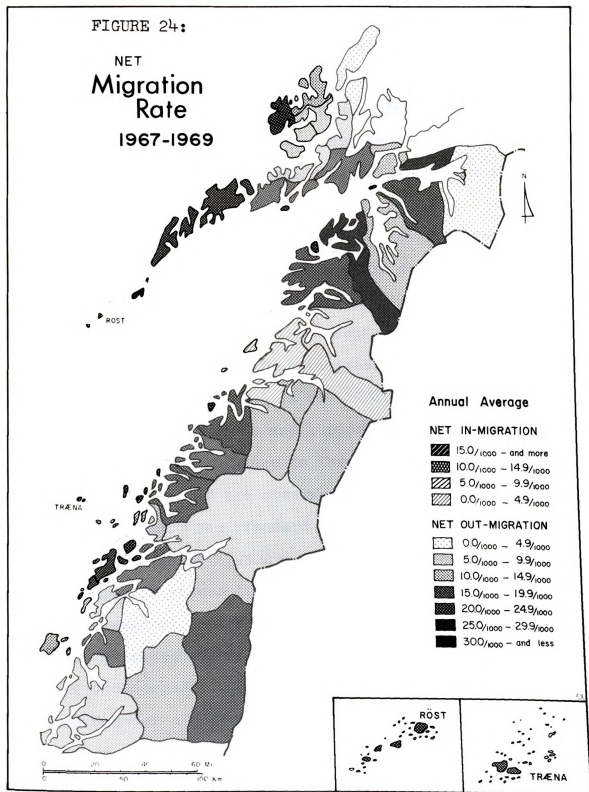 FIGURE 24:
NET
Migration
Rate
1967-1969
N
RÖST
TRÆNA
Annual Average
NET IN-MIGRATION
15.0/1000 - and more
10.0/1000 - 14.9/1000
5.0/1000 - 9.9/1000
0.0/1000 - 4.9/1000
NET OUT-MIGRATION
0.0/1000 - 4.9/1000
5.0/1000 - 9.9/1000
10.0/1000 - 14.9/1000
15.0/1000 - 19.9/1000
20.0/1000 - 24.9/1000
25.0/1000 - 29.9/1000
30.0/1000 - and less
0 20 40 60 Mi
0 50 100 Km
RÖST
TRÆNA